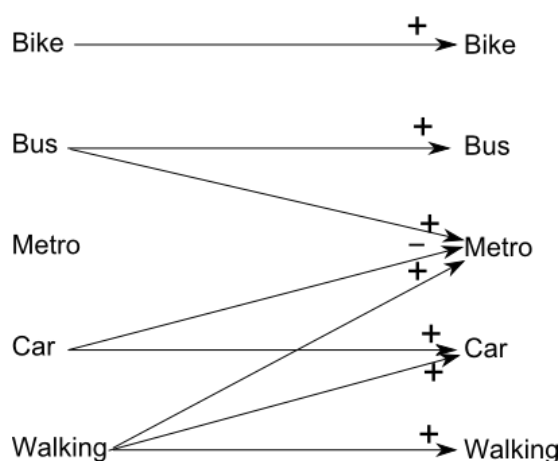 Bike + Bike
Bus + Bus
+
Metro − Metro
+
Car + Car
+
Walking + Walking